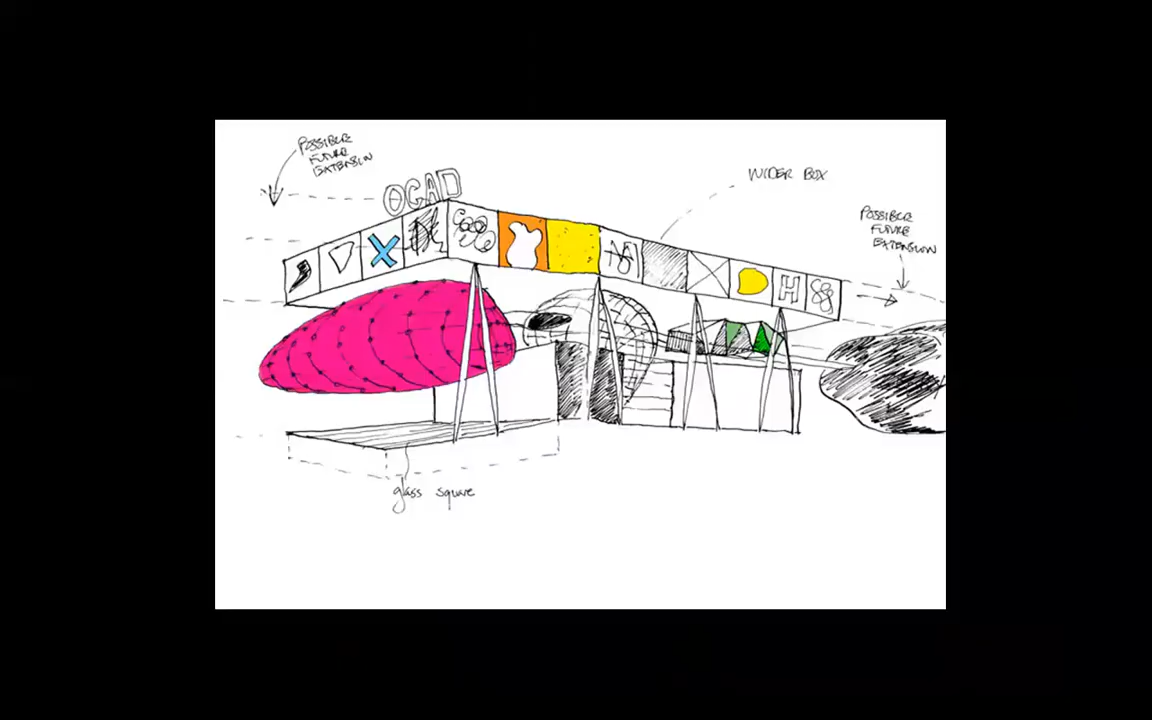 POSSIBLE
FUTURE
EXTENSION
OCAD
WIDER BOX
POSSIBLE
FUTURE
EXTENSION
X
D
H
glass square